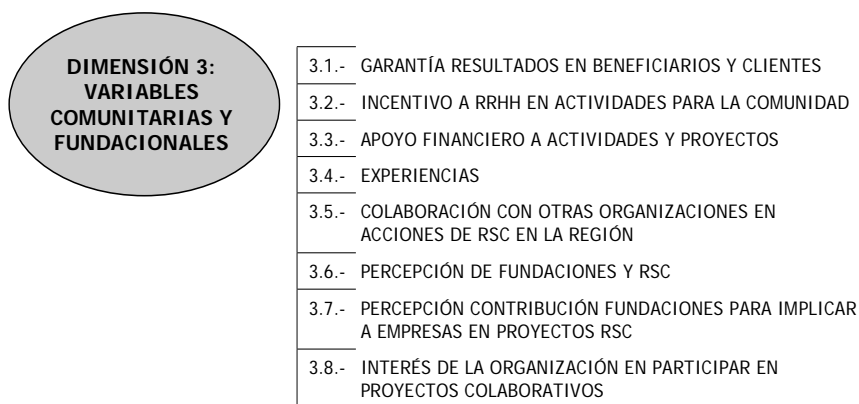 DIMENSIÓN 3:
VARIABLES
COMUNITARIAS Y
FUNDACIONALES
3.1.- GARANTÍA RESULTADOS EN BENEFICIARIOS Y CLIENTES
3.2.- INCENTIVO A RRHH EN ACTIVIDADES PARA LA COMUNIDAD
3.3.- APOYO FINANCIERO A ACTIVIDADES Y PROYECTOS
3.4.- EXPERIENCIAS
3.5.- COLABORACIÓN CON OTRAS ORGANIZACIONES EN
ACCIONES DE RSC EN LA REGIÓN
3.6.- PERCEPCIÓN DE FUNDACIONES Y RSC
3.7.- PERCEPCIÓN CONTRIBUCIÓN FUNDACIONES PARA IMPLICAR
A EMPRESAS EN PROYECTOS RSC
3.8.- INTERÉS DE LA ORGANIZACIÓN EN PARTICIPAR EN
PROYECTOS COLABORATIVOS